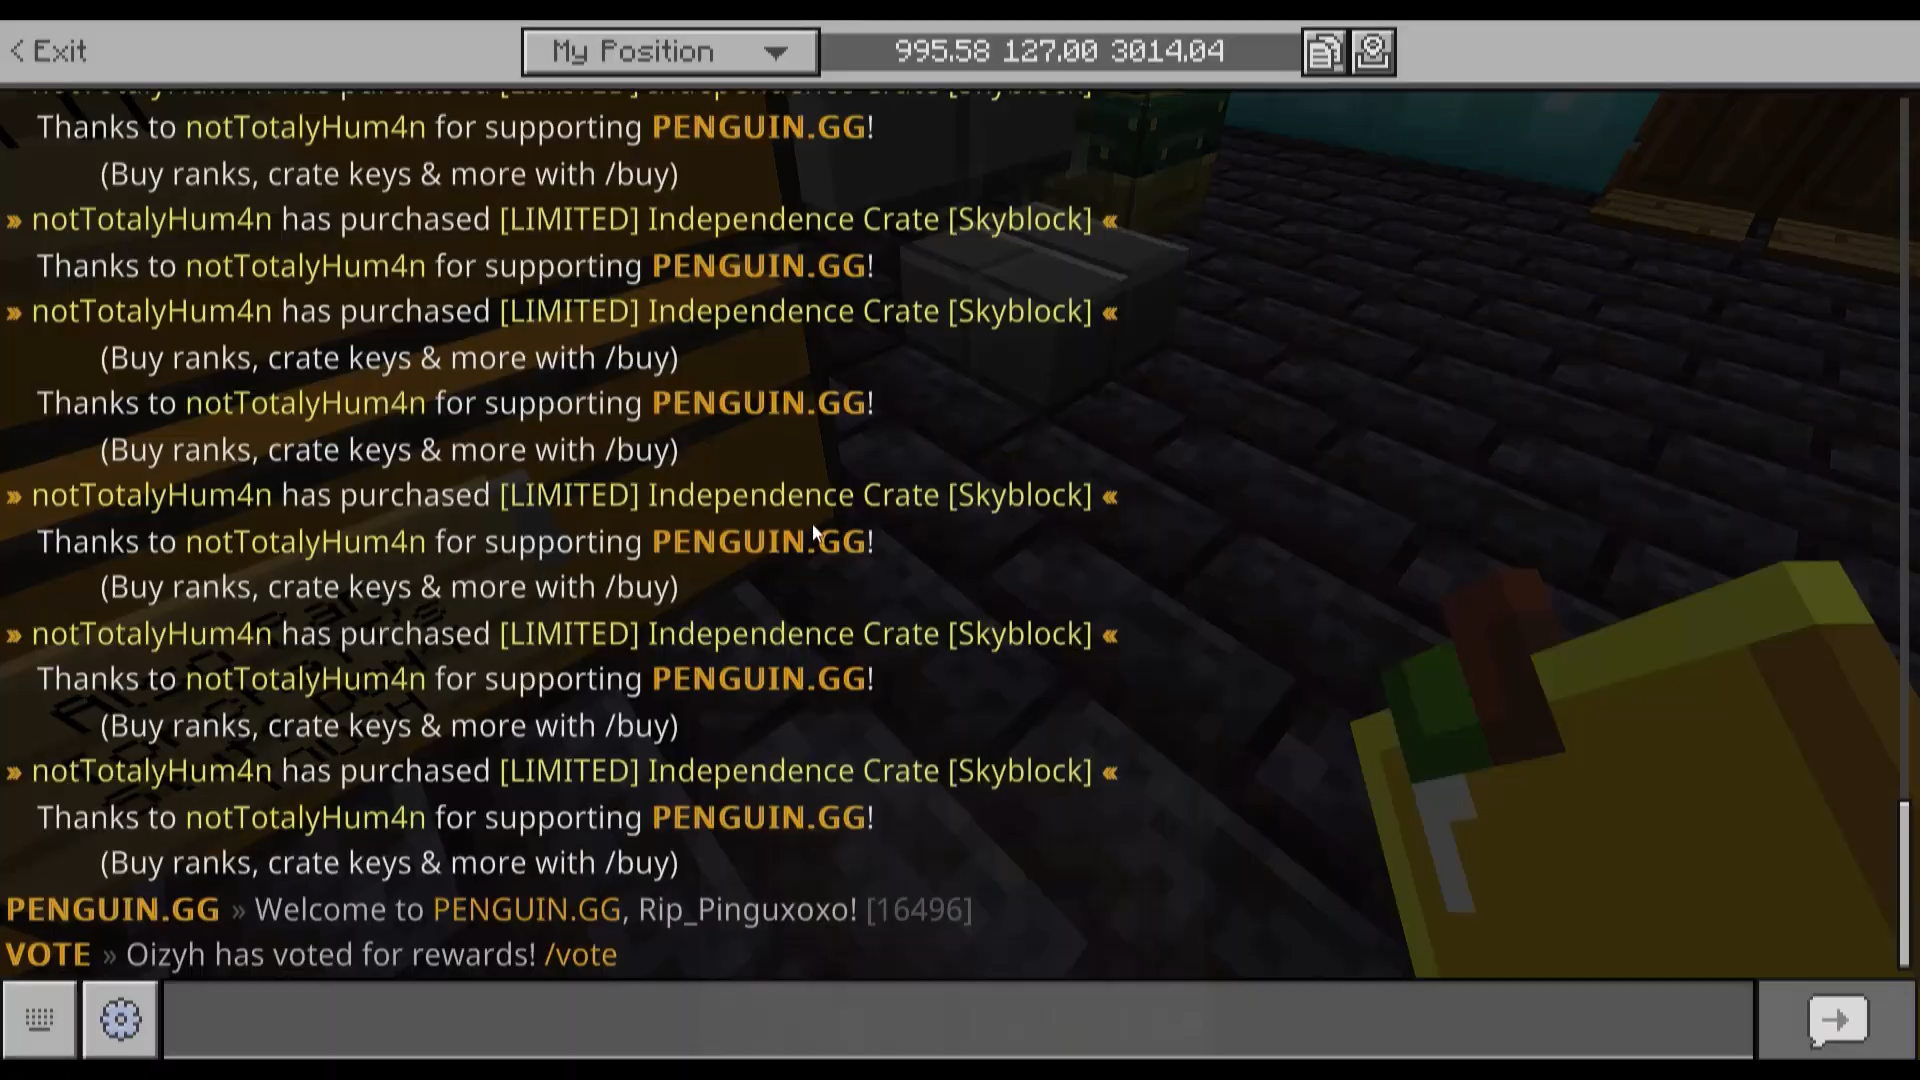 < Exit
My Position
995.58 127.00 3014.04
notTotalyHum4n has purchased [LIMITED] Independence Crate [Skyblock]
Thanks to notTotalyHum4n for supporting PENGUIN.GG!
(Buy ranks, crate keys & more with /buy)
» notTotalyHum4n has purchased [LIMITED] Independence Crate [Skyblock] «
Thanks to notTotalyHum4n for supporting PENGUIN.GG!
» notTotalyHum4n has purchased [LIMITED] Independence Crate [Skyblock] «
(Buy ranks, crate keys & more with /buy)
Thanks to notTotalyHum4n for supporting PENGUIN.GG!
(Buy ranks, crate keys & more with /buy)
» notTotalyHum4n has purchased [LIMITED] Independence Crate [Skyblock] «
Thanks to notTotalyHum4n for supporting PENGUIN.GG!
(Buy ranks, crate keys & more with /buy)
» notTotalyHum4n has purchased [LIMITED] Independence Crate [Skyblock] «
Thanks to notTotalyHum4n for supporting PENGUIN.GG!
(Buy ranks, crate keys & more with /buy)
» notTotalyHum4n has purchased [LIMITED] Independence Crate [Skyblock] «
Thanks to notTotalyHum4n for supporting PENGUIN.GG!
(Buy ranks, crate keys & more with /buy)
PENGUIN.GG » Welcome to PENGUIN.GG, Rip_Pinguxoxo! [16496]
VOTE » Oizyh has voted for rewards! /vote